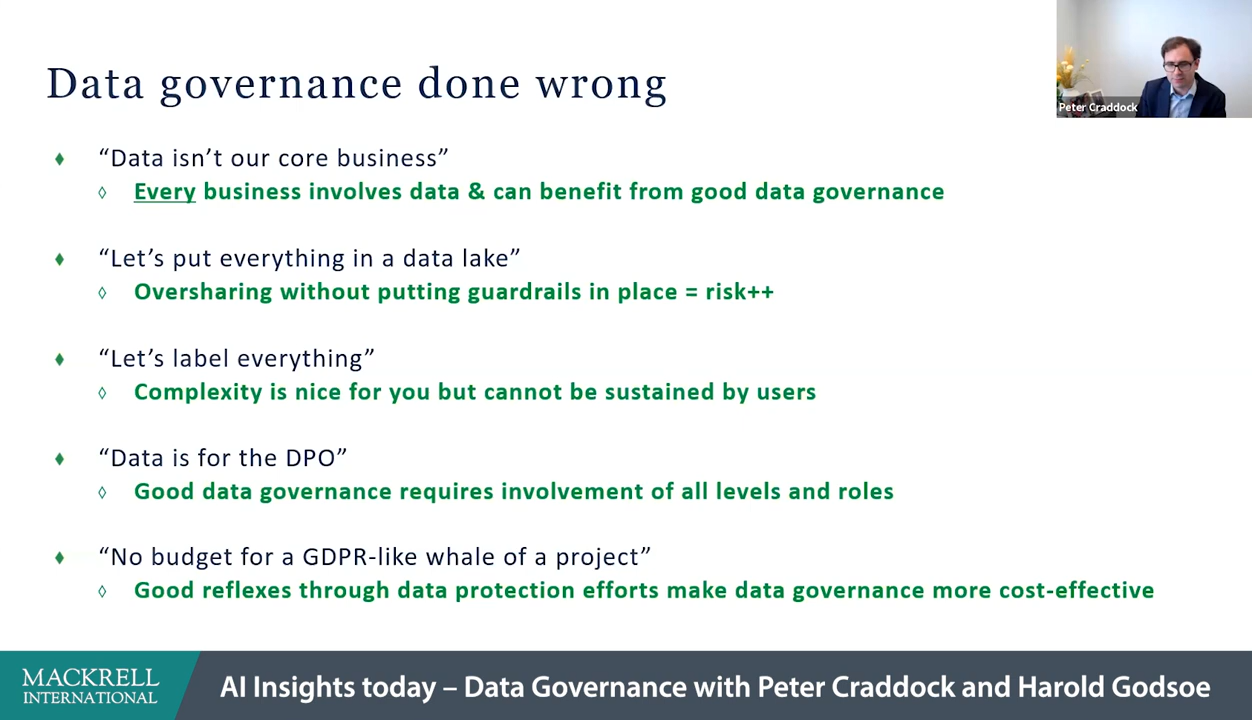 Data governance done wrong
Peter Craddock
“Data isn’t our core business”
Every business involves data & can benefit from good data governance
“Let’s put everything in a data lake”
Oversharing without putting guardrails in place = risk++
“Let’s label everything”
Complexity is nice for you but cannot be sustained by users
“Data is for the DPO”
Good data governance requires involvement of all levels and roles
“No budget for a GDPR-like whale of a project”
Good reflexes through data protection efforts make data governance more cost-effective
MACKRELL
INTERNATIONAL
AI Insights today – Data Governance with Peter Craddock and Harold Godsoe